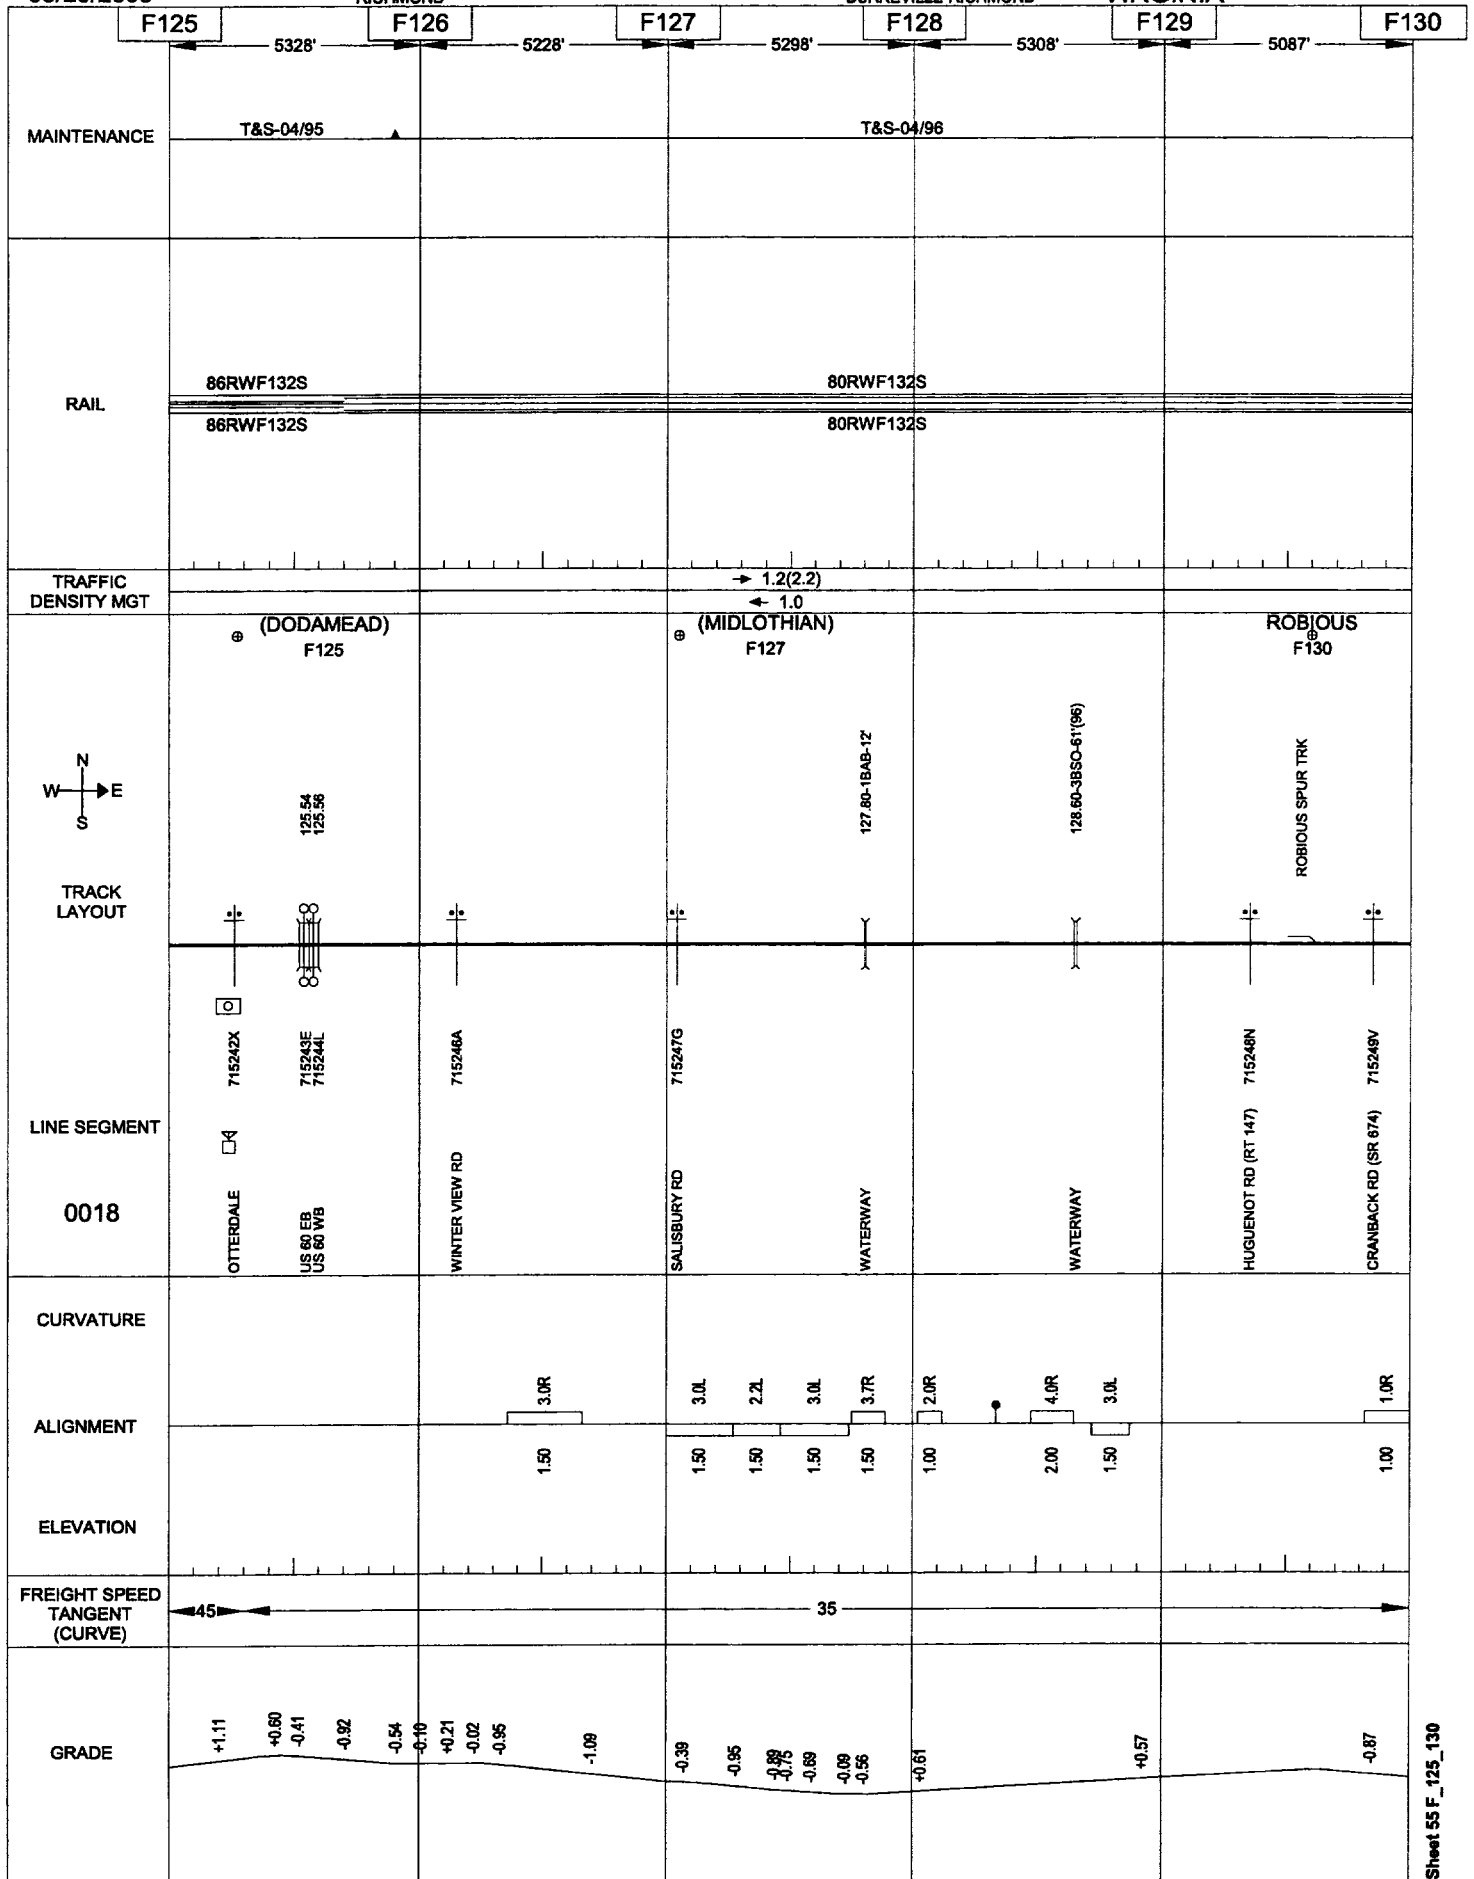 RICHMOND
F125 F126 F127 F128 F129 F130
5328' 5228' 5298' 5308' 5087'
MAINTENANCE
T&S-04/95 T&S-04/96
RAIL
86RWF132S 80RWF132S
86RWF132S 80RWF132S
TRAFFIC
DENSITY MGT
1.2(2.2)
1.0
(DODAMEAD)
F125
(MIDLOTHIAN)
F127
ROBIOUS
F130
N
W E
S
125.54
125.56
127.80-1BAB-12'
128.60-3BSO-61'(96)
ROBIOUS SPUR TRK
TRACK
LAYOUT
715242X
715243E
715244L
715246A
715247G
715248N
715249V
LINE SEGMENT
0018
OTTERDALE
US 60 EB
US 60 WB
WINTER VIEW RD
SALISBURY RD
WATERWAY
WATERWAY
HUGUENOT RD (RT 147)
CRANBACK RD (SR 674)
CURVATURE
3.0R 3.0L 2.2L 3.0L 3.7R 2.0R 4.0R 3.0L 1.0R
ALIGNMENT
1.50 1.50 1.50 1.50 1.50 1.00 2.00 1.50 1.00
ELEVATION
FREIGHT SPEED
TANGENT
(CURVE)
45 35
GRADE
+1.11 +0.60 -0.41 -0.92 -0.54 -0.10 +0.21 -0.02 -0.95 -1.09 -0.39 -0.95 -0.89 -0.75 -0.69 -0.09 -0.56 +0.61 +0.57 -0.87
Sheet 55 F_125_130